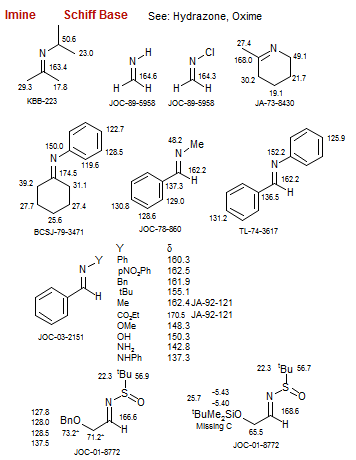 Imine Schiff Base See: Hydrazone, Oxime
50.6
N 23.0
163.4
29.3 17.8
KBB-223
H
N
164.6
H H
JOC-89-5958
Cl
N
164.3
H H
JOC-89-5958
27.4
168.0 N 49.1
30.2 21.7
19.1
JA-73-8430
122.7
150.0 128.5
N 119.6
174.5
39.2 31.1
27.7 27.4
25.6
BCSJ-79-3471
48.2 Me
N
162.2
137.3 H
130.8 129.0
128.6
JOC-78-860
125.9
152.2
N
162.2
136.5 H
131.2
TL-74-3617
N Y
H
JOC-03-2151
Y δ
Ph 160.3
pNO2Ph 162.5
Bn 161.9
tBu 155.1
Me 162.4 JA-92-121
CO2Et 170.5 JA-92-121
OMe 148.3
OH 150.3
NH2 142.8
NHPh 137.3
22.3 tBu 56.9
S
N O
127.8
128.0 BnO 166.6
128.5 73.2* 71.2* H
137.5
JOC-01-8772
22.3 tBu 56.7
S
-5.43 N O
25.7 -5.40
tBuMe2SiO 168.6
Missing C 65.5 H
JOC-01-8772